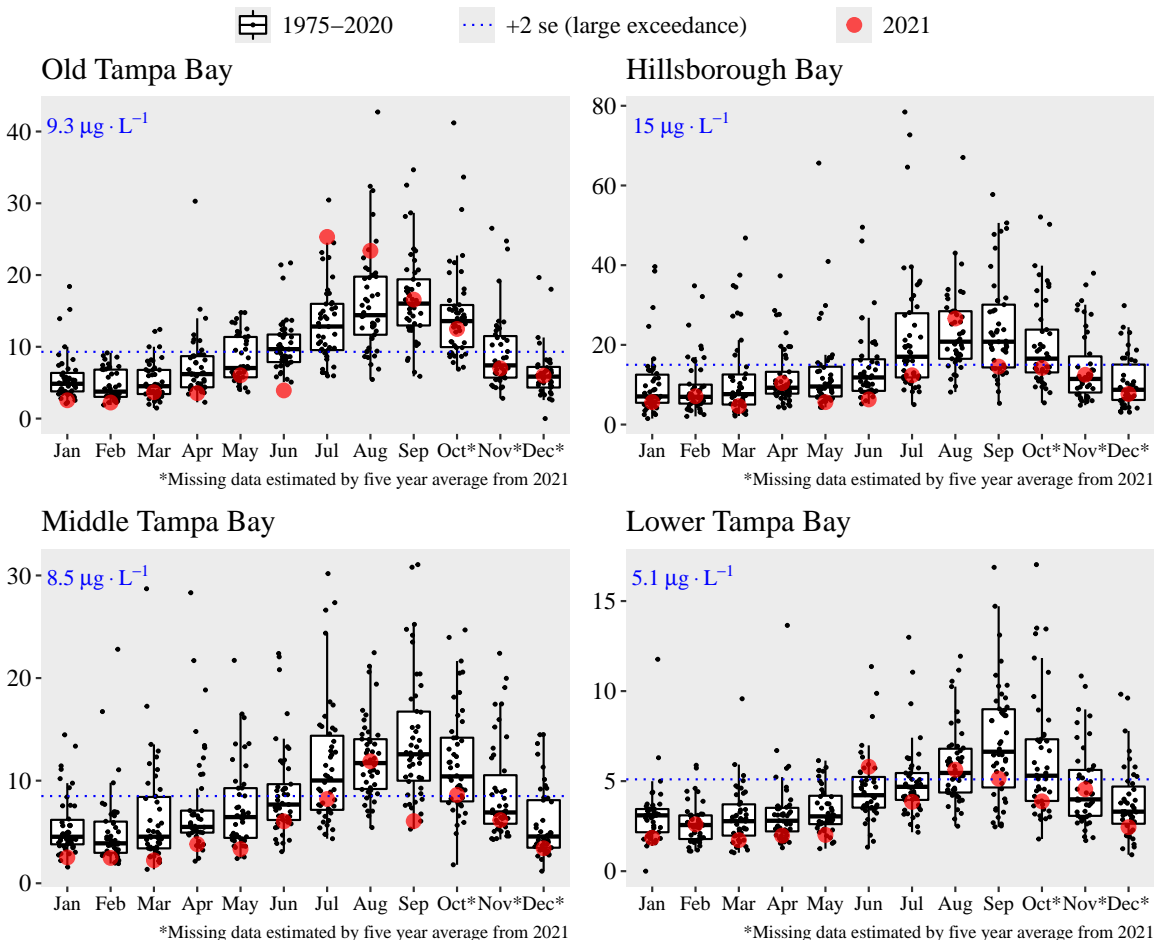 1975−2020 +2 se (large exceedance) 2021
Old Tampa Bay
9.3 μg · L⁻¹
40
30
20
10
0
Jan Feb Mar Apr May Jun Jul Aug Sep Oct* Nov* Dec*
*Missing data estimated by five year average from 2021
Hillsborough Bay
15 μg · L⁻¹
80
60
40
20
0
Jan Feb Mar Apr May Jun Jul Aug Sep Oct* Nov* Dec*
*Missing data estimated by five year average from 2021
Middle Tampa Bay
8.5 μg · L⁻¹
30
20
10
0
Jan Feb Mar Apr May Jun Jul Aug Sep Oct* Nov* Dec*
*Missing data estimated by five year average from 2021
Lower Tampa Bay
5.1 μg · L⁻¹
15
10
5
0
Jan Feb Mar Apr May Jun Jul Aug Sep Oct* Nov* Dec*
*Missing data estimated by five year average from 2021